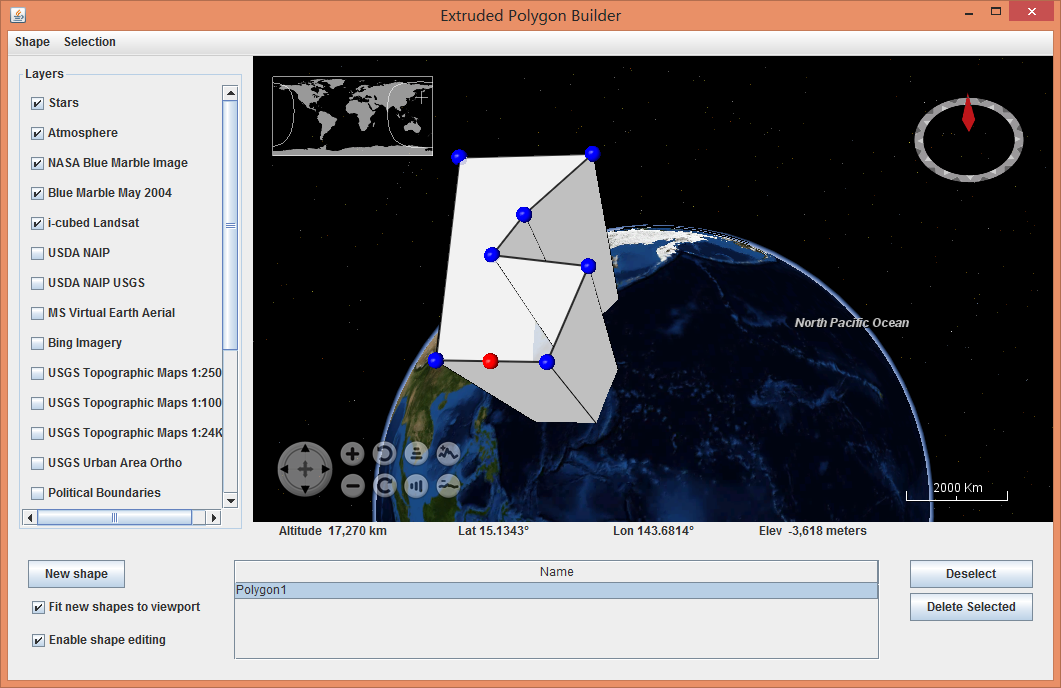 Extruded Polygon Builder
Shape Selection
Layers
Stars
Atmosphere
NASA Blue Marble Image
Blue Marble May 2004
i-cubed Landsat
USDA NAIP
USDA NAIP USGS
MS Virtual Earth Aerial
Bing Imagery
USGS Topographic Maps 1:250
USGS Topographic Maps 1:100
USGS Topographic Maps 1:24K
USGS Urban Area Ortho
Political Boundaries
North Pacific Ocean
2000 Km
Altitude 17,270 km Lat 15.1343° Lon 143.6814° Elev -3,618 meters
New shape
Fit new shapes to viewport
Enable shape editing
Name
Polygon1
Deselect
Delete Selected